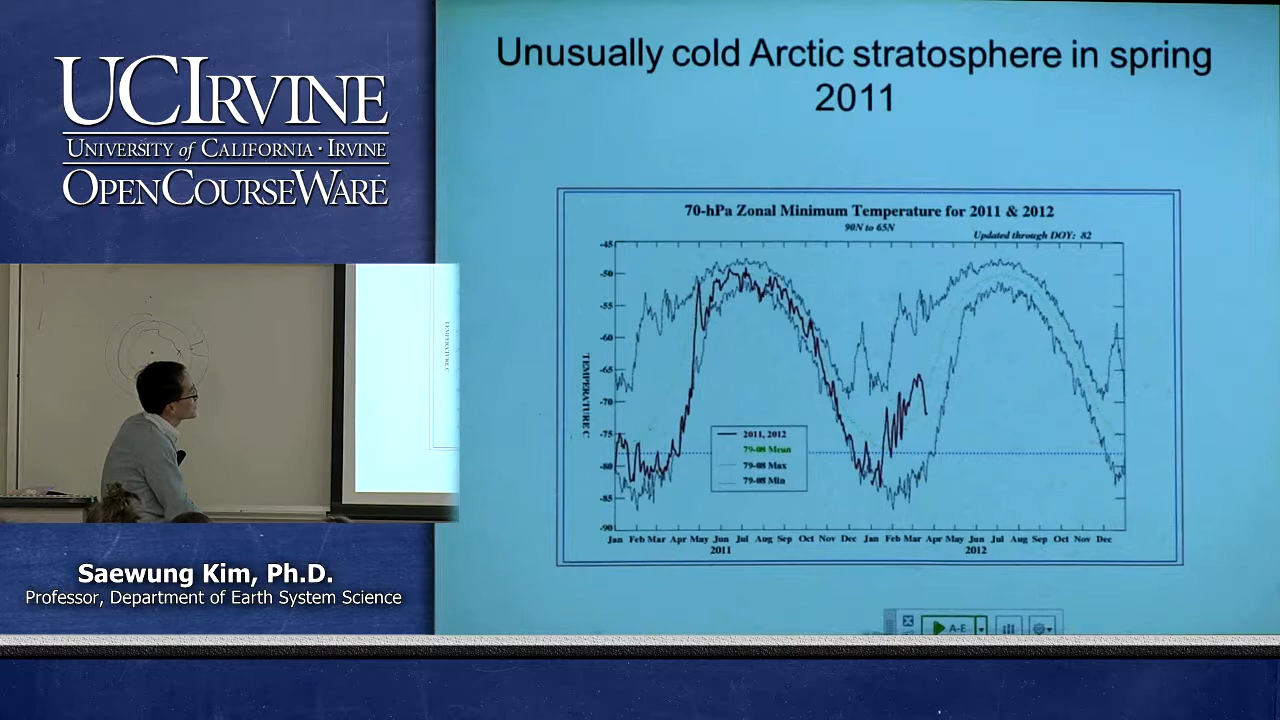 UCIRVINE
UNIVERSITY of CALIFORNIA · IRVINE
OPENCOURSEWARE
Unusually cold Arctic stratosphere in spring
2011
70-hPa Zonal Minimum Temperature for 2011 & 2012
90N to 65N
Updated through DOY: 82
-45
-50
-55
-60
-65
-70
-75
-80
-85
-90
TEMPERATURE C
2011, 2012
79-08 Mean
79-08 Max
79-08 Min
Jan Feb Mar Apr May Jun Jul Aug Sep Oct Nov Dec Jan Feb Mar Apr May Jun Jul Aug Sep Oct Nov Dec
2011 2012
TEMPERATURE C
Saewung Kim, Ph.D.
Professor, Department of Earth System Science
A-E